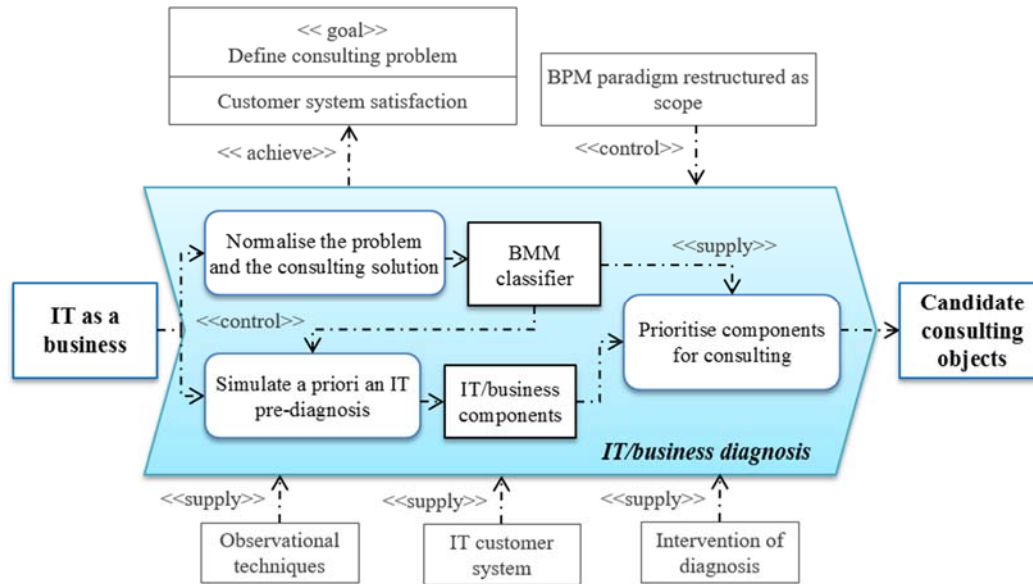 << goal>>
Define consulting problem
Customer system satisfaction
BPM paradigm restructured as
scope
<< achieve>>
<<control>>
Normalise the problem
and the consulting solution
BMM
classifier
<<supply>>
IT as a
business
<<control>>
Prioritise components
for consulting
Candidate
consulting
objects
Simulate a priori an IT
pre-diagnosis
IT/business
components
IT/business diagnosis
<<supply>>
<<supply>>
<<supply>>
Observational
techniques
IT customer
system
Intervention of
diagnosis